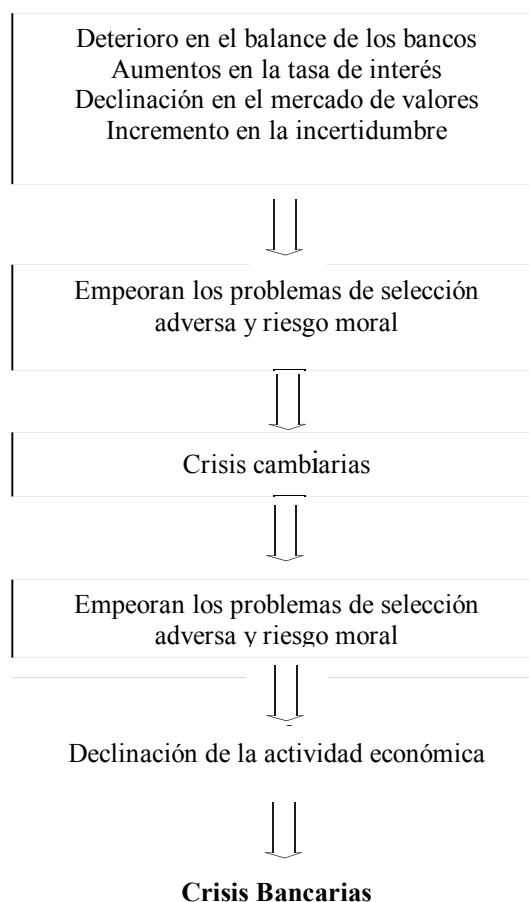 Deterioro en el balance de los bancos
Aumentos en la tasa de interés
Declinación en el mercado de valores
Incremento en la incertidumbre
Empeoran los problemas de selección
adversa y riesgo moral
Crisis cambiarias
Empeoran los problemas de selección
adversa y riesgo moral
Declinación de la actividad económica
Crisis Bancarias